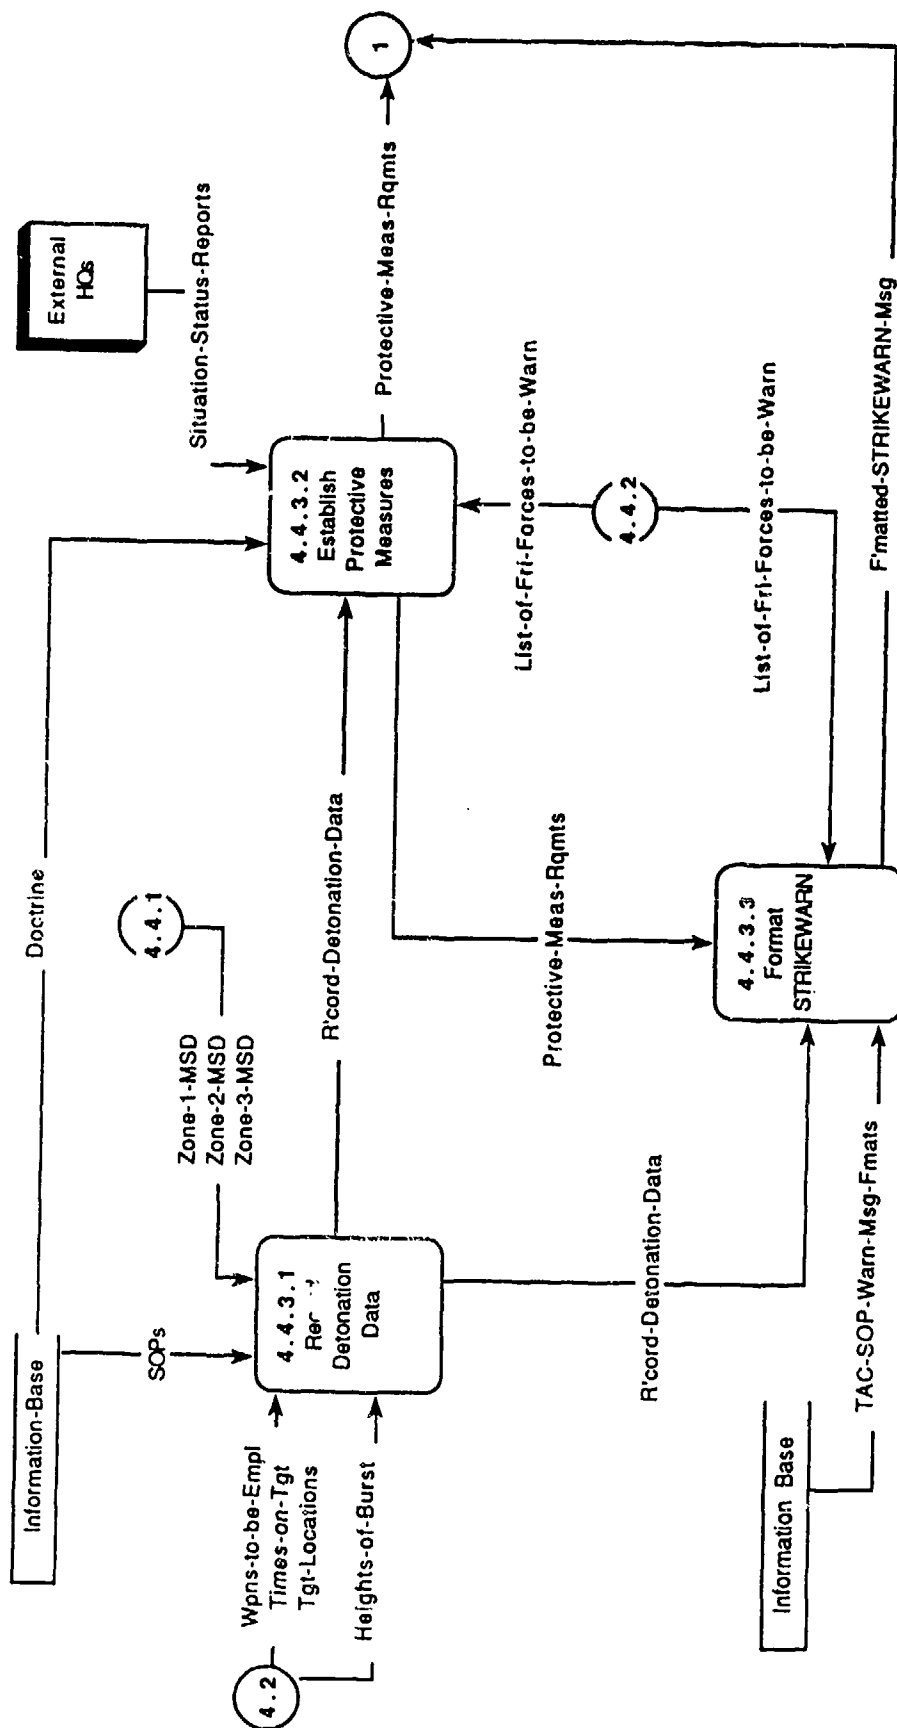 Information-Base
Doctrine
SOPs
External
HQs
Situation-Status-Reports
4.4.1
Zone-1-MSD
Zone-2-MSD
Zone-3-MSD
4.2
Wpns-to-be-Empl
Times-on-Tgt
Tgt-Locations
Heights-of-Burst
4.4.3.1
Detonation
Data
R'cord-Detonation-Data
4.4.3.2
Establish
Protective
Measures
Protective-Meas-Rqmts
1
List-of-Fri-Forces-to-be-Warn
4.4.2
List-of-Fri-Forces-to-be-Warn
Protective-Meas-Rqmts
R'cord-Detonation-Data
4.4.3.3
Format
STRIKEWARN
F'matted-STRIKEWARN-Msg
Information Base
TAC-SOP-Warn-Msg-Fmats